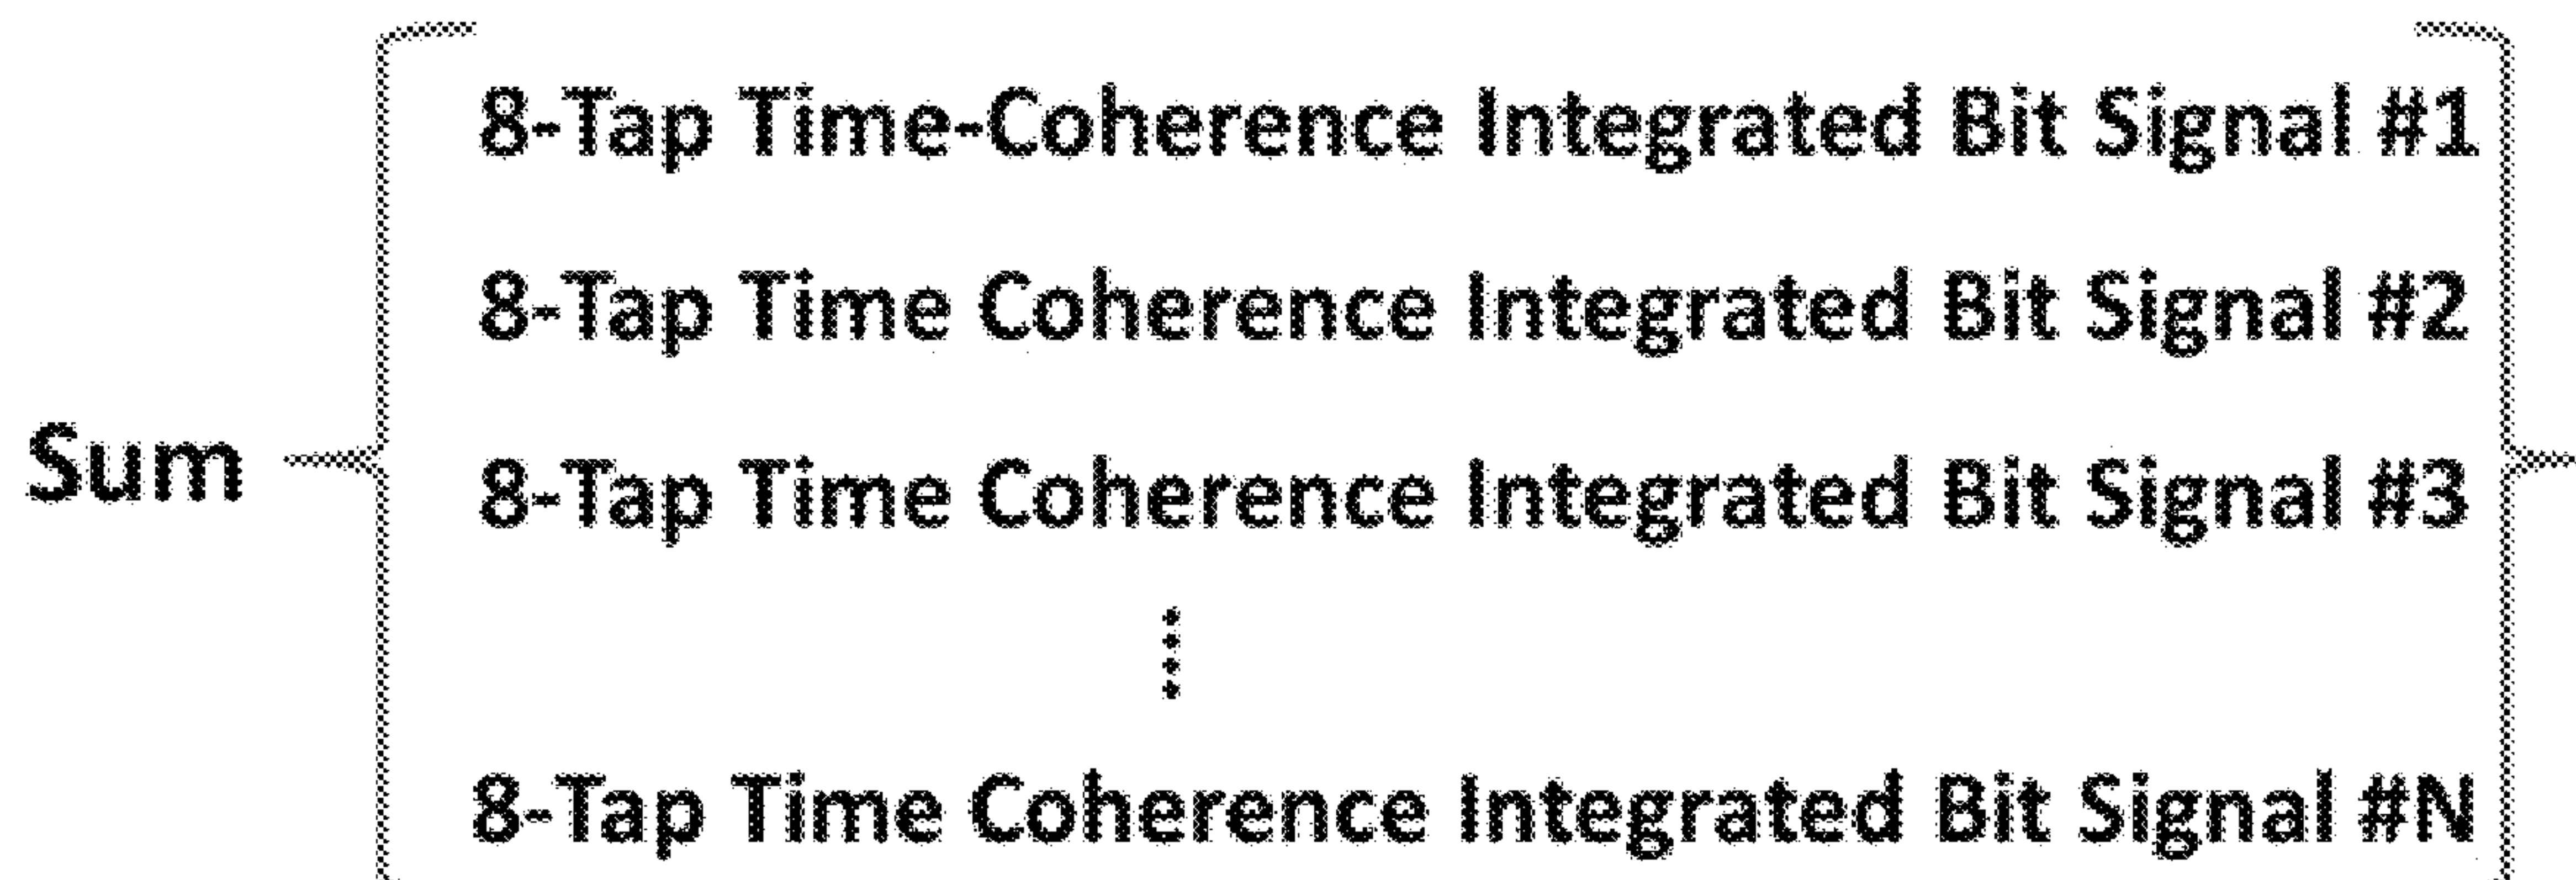 8-Tap Time-Coherence Integrated Bit Signal #1
8-Tap Time Coherence Integrated Bit Signal #2
Sum
8-Tap Time Coherence Integrated Bit Signal #3
8-Tap Time Coherence Integrated Bit Signal #N